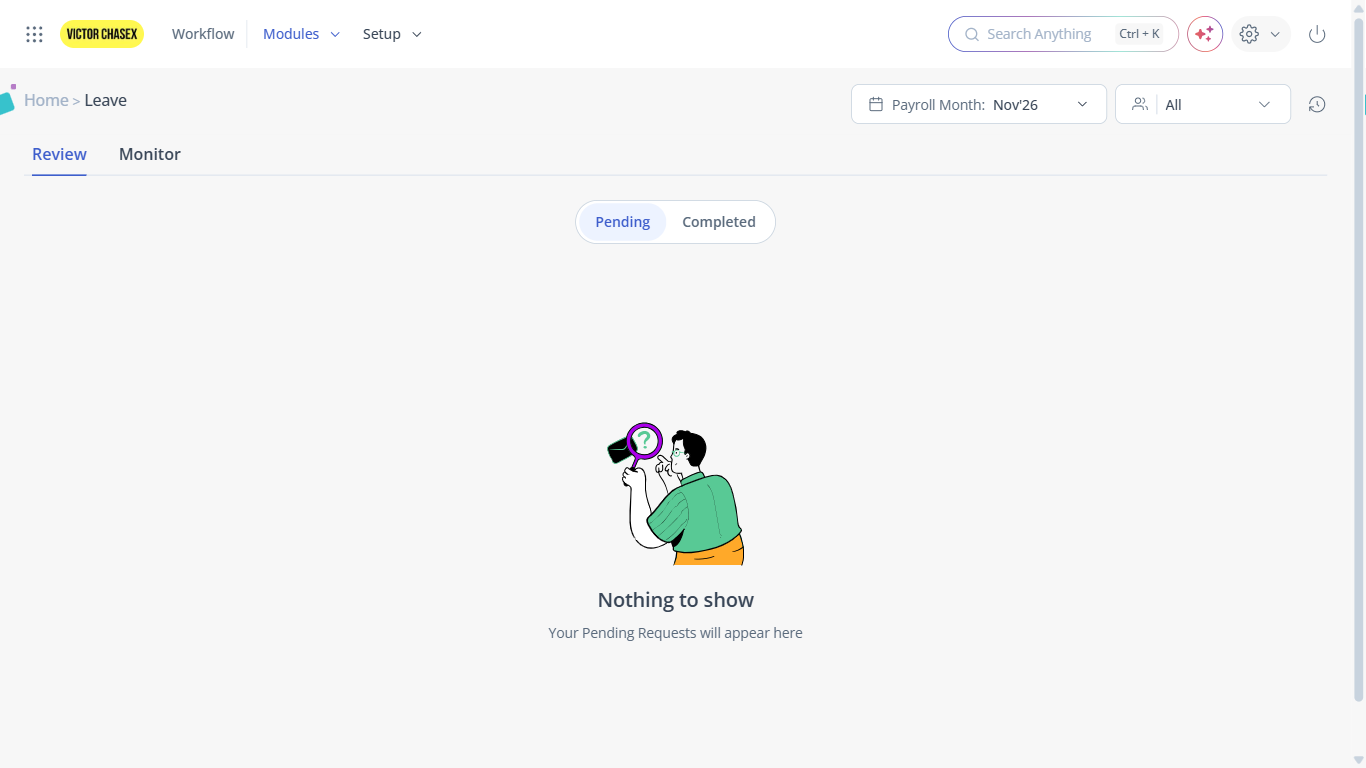 VICTOR CHASEX
Workflow
Modules
Setup
Search Anything
Ctrl + K
Home > Leave
Payroll Month: Nov'26
All
Review
Monitor
Pending
Completed
?
Nothing to show
Your Pending Requests will appear here